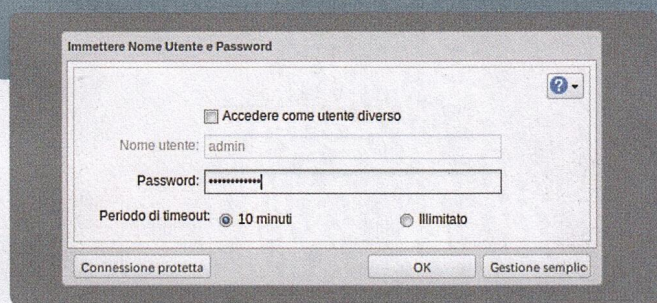 Immettere Nome Utente e Password
Accedere come utente diverso
Nome utente: admin
Password: ••••••••••••
Periodo di timeout: 10 minuti Illimitato
Connessione protetta OK Gestione semplic